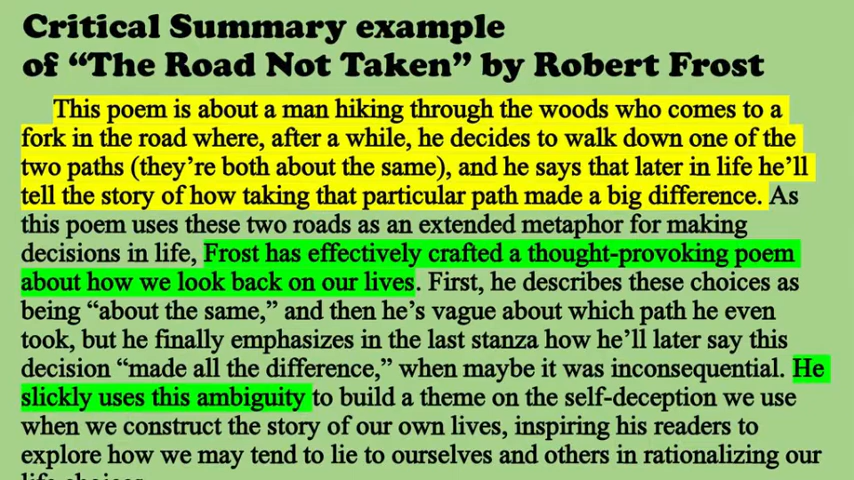 Critical Summary example
of “The Road Not Taken” by Robert Frost
This poem is about a man hiking through the woods who comes to a
fork in the road where, after a while, he decides to walk down one of the
two paths (they’re both about the same), and he says that later in life he’ll
tell the story of how taking that particular path made a big difference. As
this poem uses these two roads as an extended metaphor for making
decisions in life, Frost has effectively crafted a thought-provoking poem
about how we look back on our lives. First, he describes these choices as
being “about the same,” and then he’s vague about which path he even
took, but he finally emphasizes in the last stanza how he’ll later say this
decision “made all the difference,” when maybe it was inconsequential. He
slickly uses this ambiguity to build a theme on the self-deception we use
when we construct the story of our own lives, inspiring his readers to
explore how we may tend to lie to ourselves and others in rationalizing our
life choices.